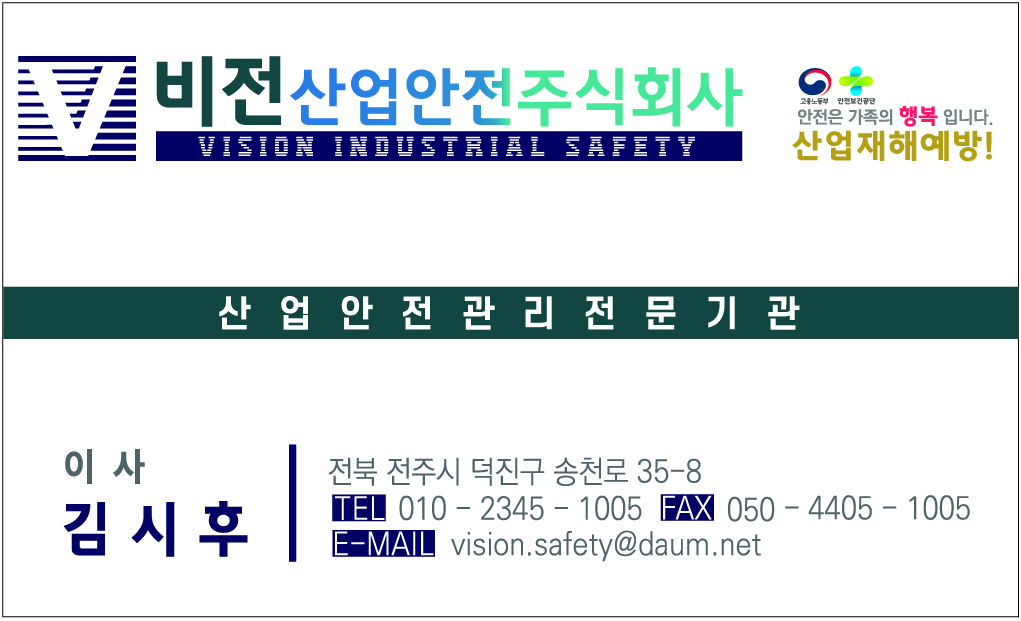 V 비전산업안전주식회사
VISION INDUSTRIAL SAFETY
고용노동부 안전보건공단
안전은 가족의 행복 입니다.
산업재해예방!
산업안전관리전문기관
이사
김시후
전북 전주시 덕진구 송천로 35-8
TEL 010 - 2345 - 1005 FAX 050 - 4405 - 1005
E-MAIL vision.safety@daum.net